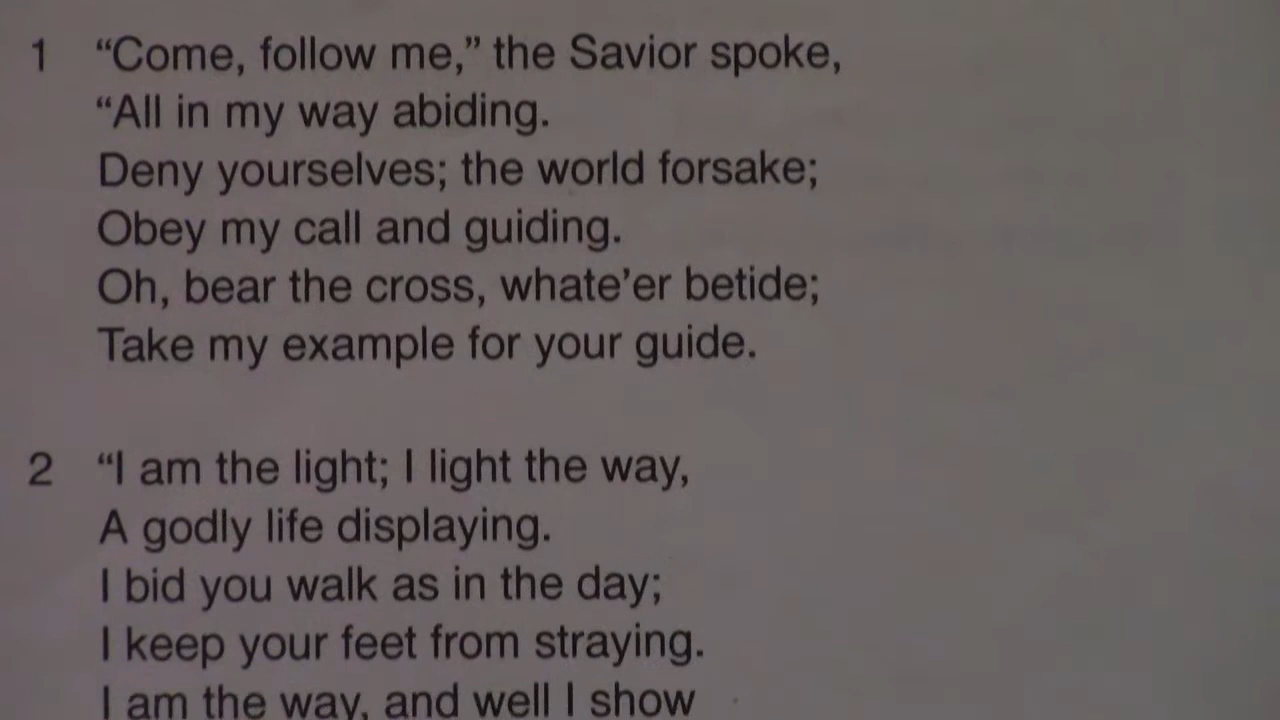 1 “Come, follow me,” the Savior spoke,
“All in my way abiding.
Deny yourselves; the world forsake;
Obey my call and guiding.
Oh, bear the cross, whate’er betide;
Take my example for your guide.
2 “I am the light; I light the way,
A godly life displaying.
I bid you walk as in the day;
I keep your feet from straying.
I am the way, and well I show